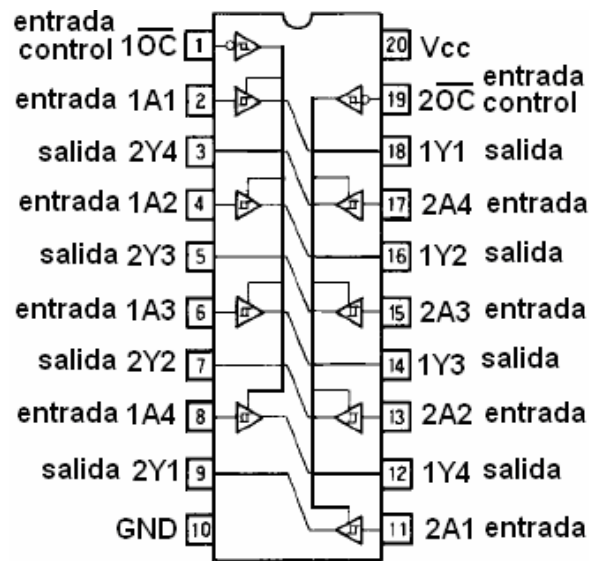 entrada
control 1O̅C̅ 1
entrada 1A1 2
salida 2Y4 3
entrada 1A2 4
salida 2Y3 5
entrada 1A3 6
salida 2Y2 7
entrada 1A4 8
salida 2Y1 9
GND 10
20 Vcc
19 2O̅C̅ entrada
control
18 1Y1 salida
17 2A4 entrada
16 1Y2 salida
15 2A3 entrada
14 1Y3 salida
13 2A2 entrada
12 1Y4 salida
11 2A1 entrada